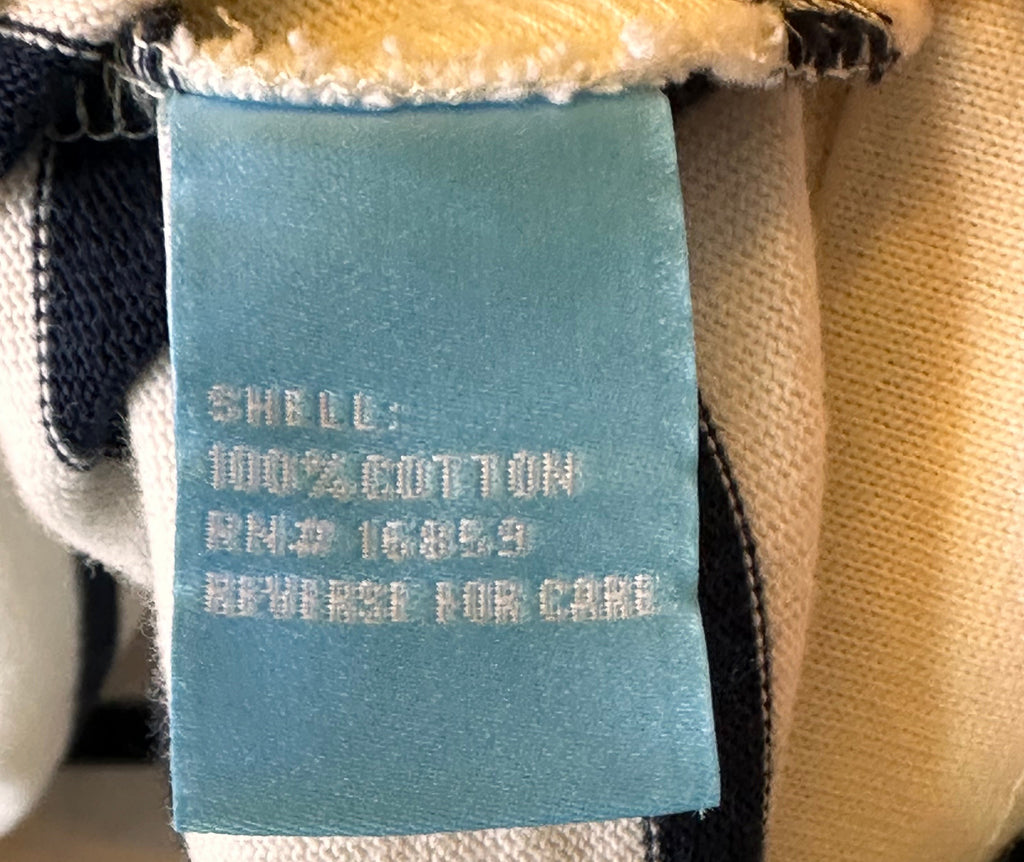 SHELL:
100% COTTON
RN# 16859
REVERSE FOR CARE